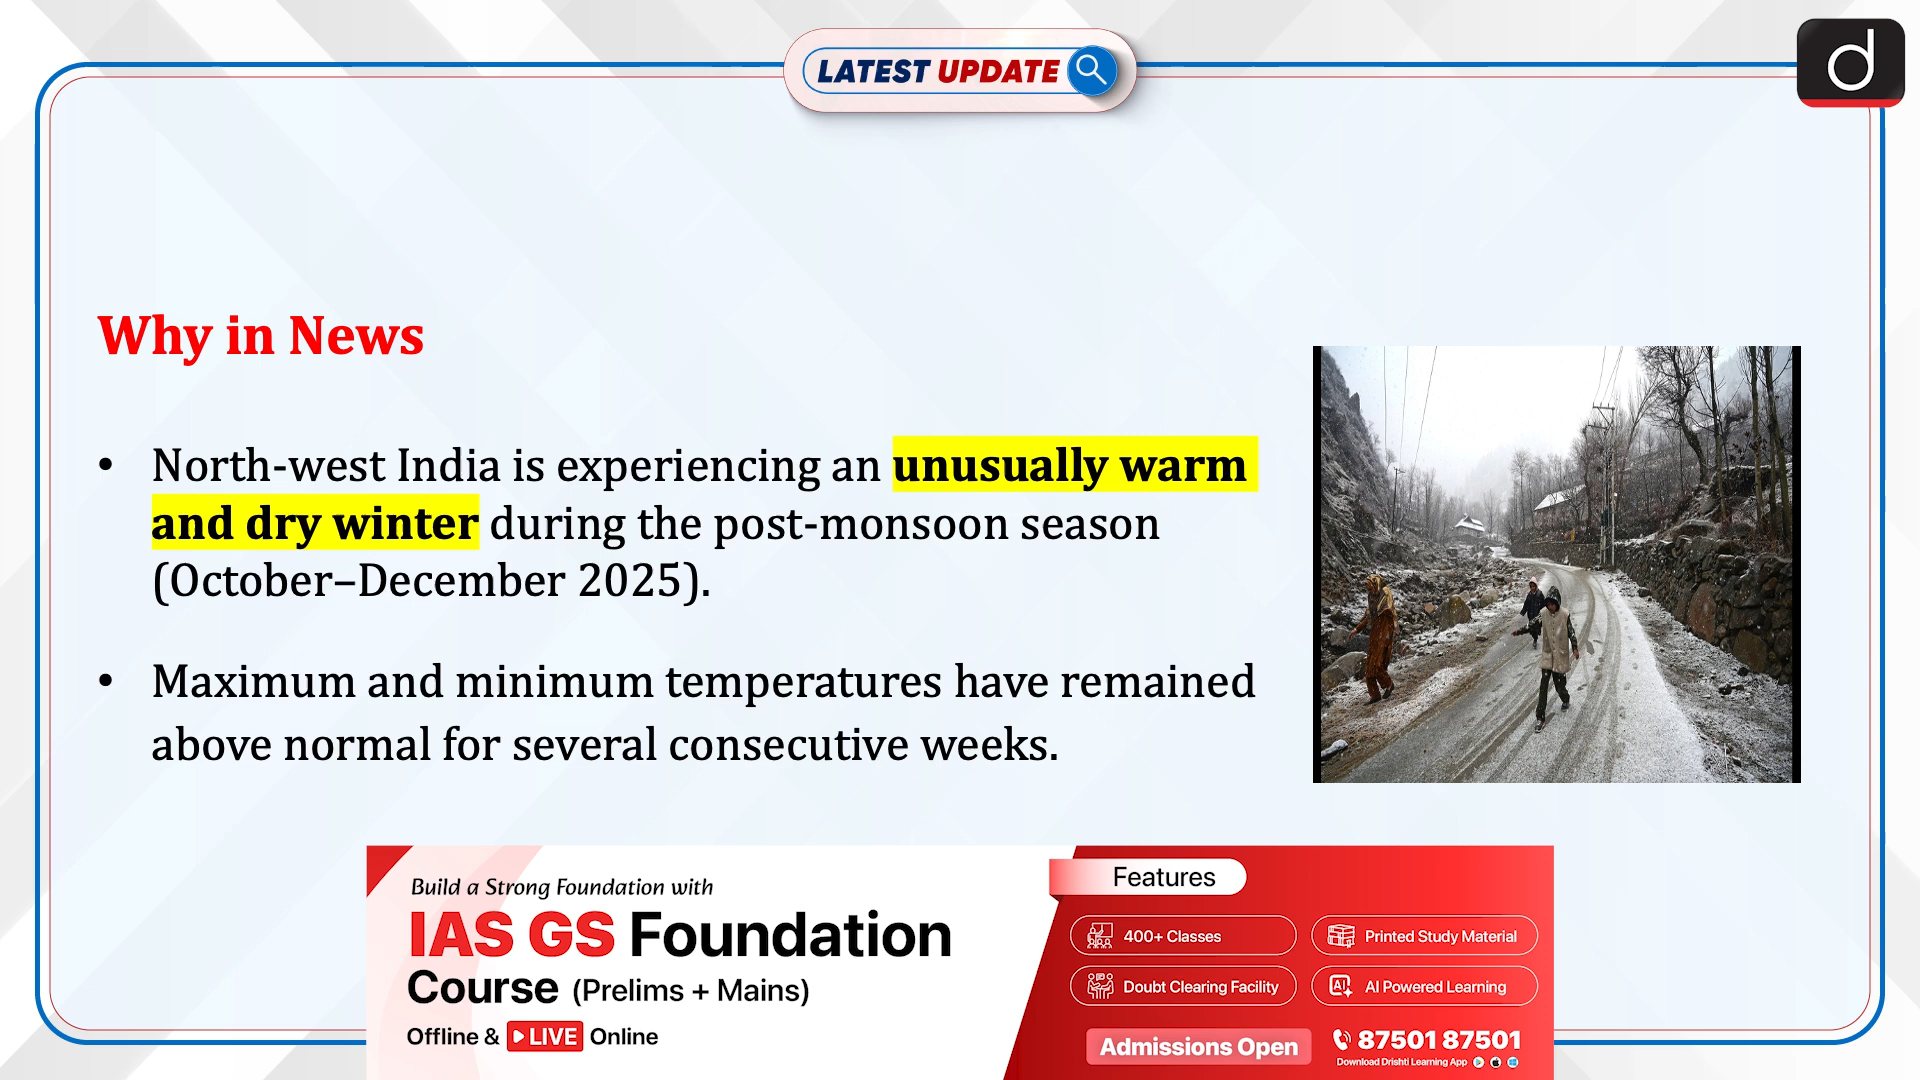 LATEST UPDATE
d
Why in News
• North-west India is experiencing an unusually warm
and dry winter during the post-monsoon season
(October–December 2025).
• Maximum and minimum temperatures have remained
above normal for several consecutive weeks.
Build a Strong Foundation with
IAS GS Foundation
Course (Prelims + Mains)
Offline & LIVE Online
Features
400+ Classes
Printed Study Material
Doubt Clearing Facility
AI Powered Learning
Admissions Open
87501 87501
Download Drishti Learning App